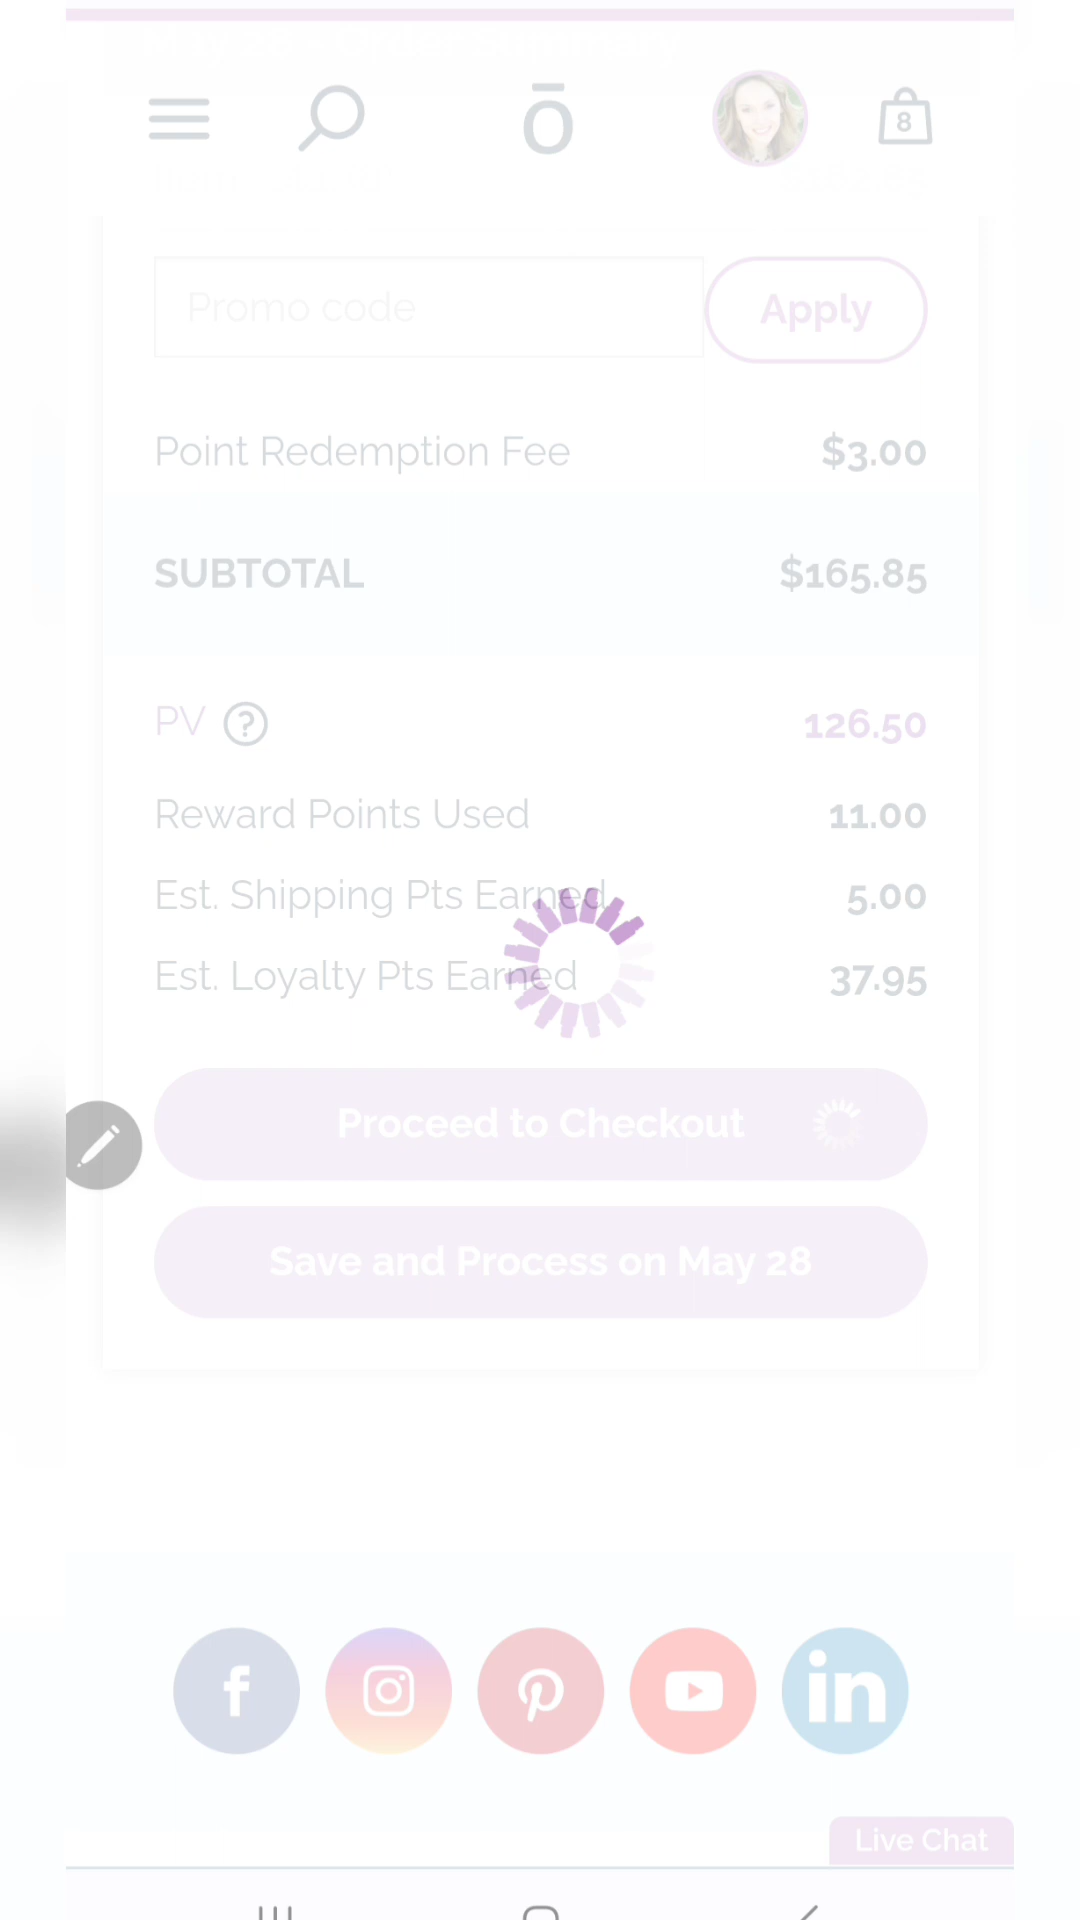 ō
8
Promo code
Apply
Point Redemption Fee $3.00
SUBTOTAL $165.85
PV ? 126.50
Reward Points Used 11.00
Est. Shipping Pts Earned 5.00
Est. Loyalty Pts Earned 37.95
Proceed to Checkout
Save and Process on May 28
f in
Live Chat